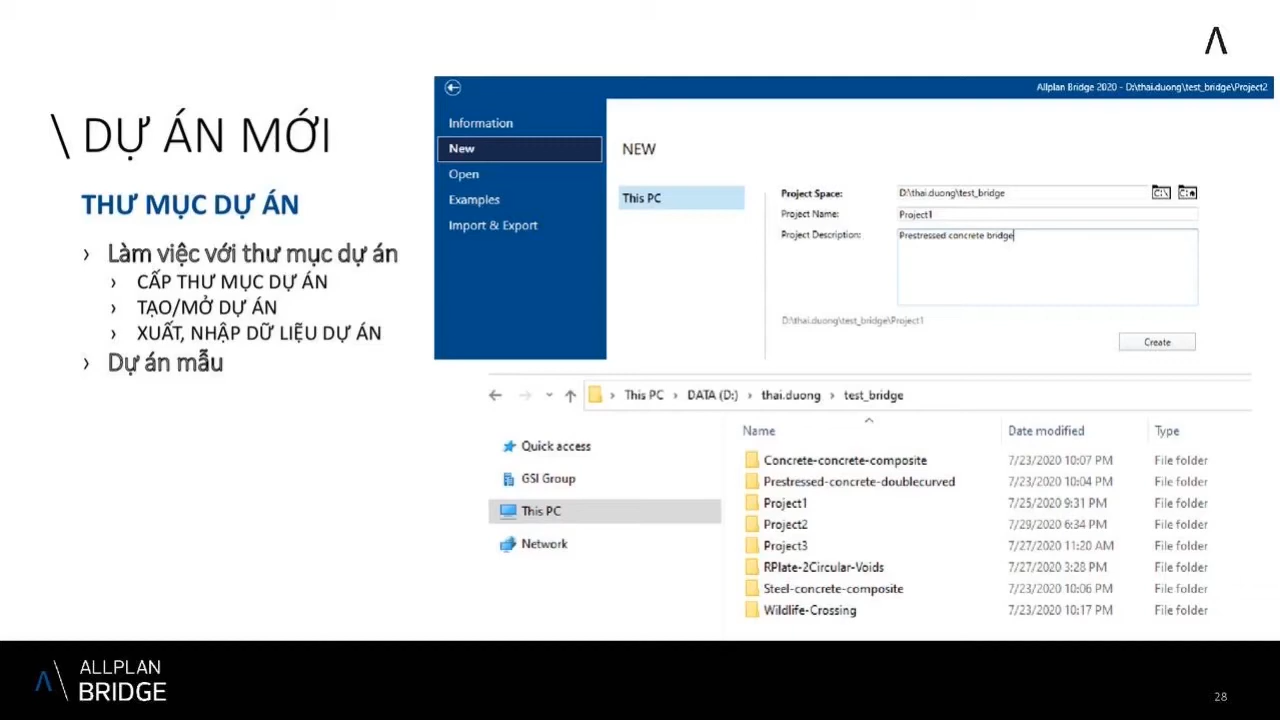 \ DỰ ÁN MỚI
THƯ MỤC DỰ ÁN
› Làm việc với thư mục dự án
› CẤP THƯ MỤC DỰ ÁN
› TẠO/MỞ DỰ ÁN
› XUẤT, NHẬP DỮ LIỆU DỰ ÁN
› Dự án mẫu
Allplan Bridge 2020 - D:\thai.duong\test_bridge\Project2
Information
New
Open
Examples
Import & Export
NEW
This PC
Project Space: D:\thai.duong\test_bridge
Project Name: Project1
Project Description: Prestressed concrete bridge
D:\thai.duong\test_bridge\Project1
Create
This PC › DATA (D:) › thai.duong › test_bridge
Quick access
GSI Group
This PC
Network
Name Date modified Type
Concrete-concrete-composite 7/23/2020 10:07 PM File folder
Prestressed-concrete-doublecurved 7/23/2020 10:04 PM File folder
Project1 7/25/2020 9:31 PM File folder
Project2 7/29/2020 6:34 PM File folder
Project3 7/27/2020 11:20 AM File folder
RPlate-2Circular-Voids 7/27/2020 3:28 PM File folder
Steel-concrete-composite 7/23/2020 10:06 PM File folder
Wildlife-Crossing 7/23/2020 10:17 PM File folder
ALLPLAN
BRIDGE
28